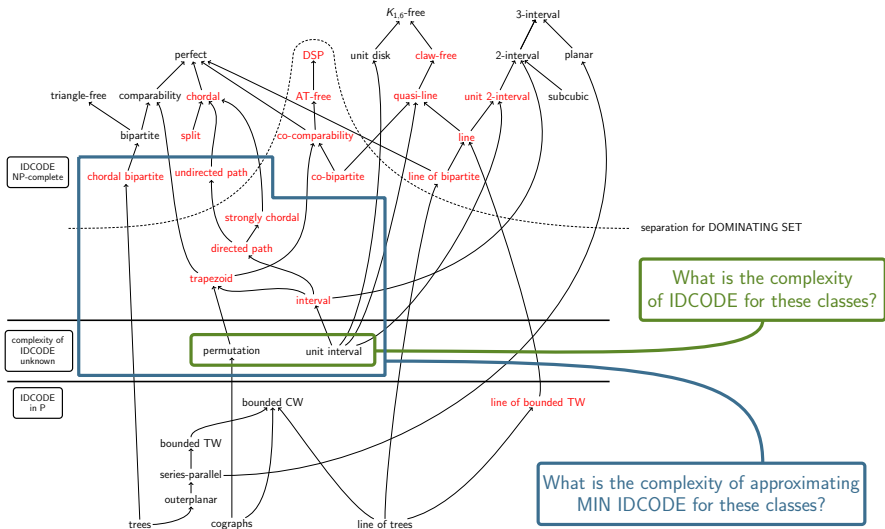 K1,6-free
3-interval
perfect
DSP
unit disk
claw-free
2-interval
planar
triangle-free
comparability
chordal
AT-free
quasi-line
unit 2-interval
subcubic
bipartite
split
co-comparability
line
IDCODE
NP-complete
chordal bipartite
undirected path
co-bipartite
line of bipartite
strongly chordal
separation for DOMINATING SET
directed path
trapezoid
interval
What is the complexity
of IDCODE for these classes?
complexity of
IDCODE
unknown
permutation
unit interval
IDCODE
in P
bounded CW
line of bounded TW
bounded TW
series-parallel
outerplanar
What is the complexity of approximating
MIN IDCODE for these classes?
trees
cographs
line of trees